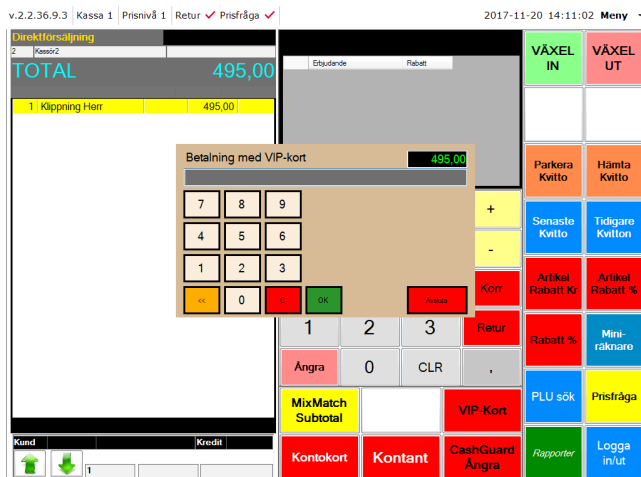 v.2.2.36.9.3 Kassa 1 Prisnivå 1 Retur Prisfråga 2017-11-20 14:11:02 Meny
Direktförsäljning
2 Kassör2
TOTAL 495,00
Erbjudande Rabatt
1 Klippning Herr 495,00
VÄXEL IN
VÄXEL UT
Betalning med VIP-kort 495,00
7 8 9
4 5 6
1 2 3
<< 0 C OK Avsluta
Parkera Kvitto
Hämta Kvitto
+
Senaste Kvitto
Tidigare Kvitton
-
Korr
Artikel Rabatt Kr
Artikel Rabatt %
1 2 3 Retur
Rabatt %
Mini-
räknare
Ångra 0 CLR ,
MixMatch Subtotal
VIP-Kort
PLU sök
Prisfråga
Kontokort
Kontant
CashGuard Ångra
Rapporter
Logga in/ut
Kund Kredit
1